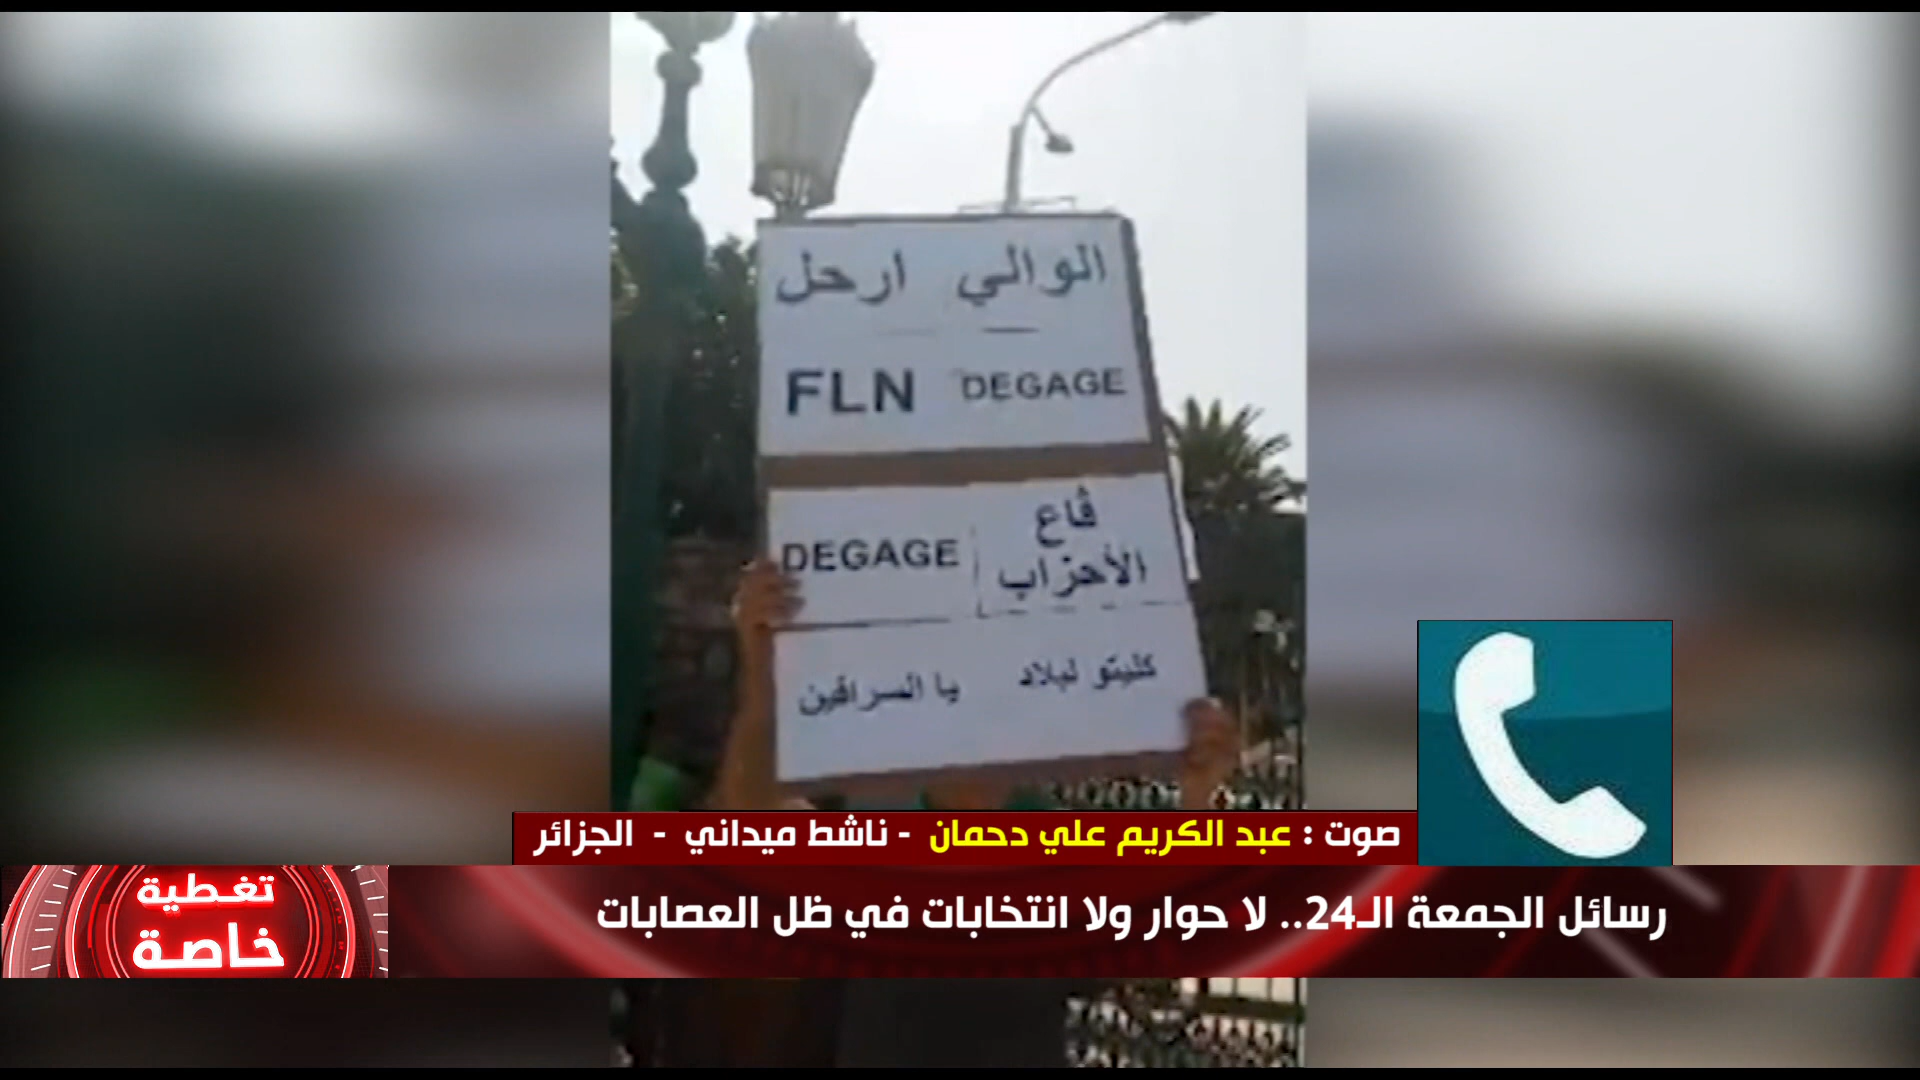 الوالي ارحل
FLN DEGAGE
ڨاع الأحزاب DEGAGE
كليتو لبلاد يا السراقين
صوت : عبد الكريم علي دحمان - ناشط ميداني - الجزائر
رسائل الجمعة الـ24.. لا حوار ولا انتخابات في ظل العصابات
تغطية
خاصة